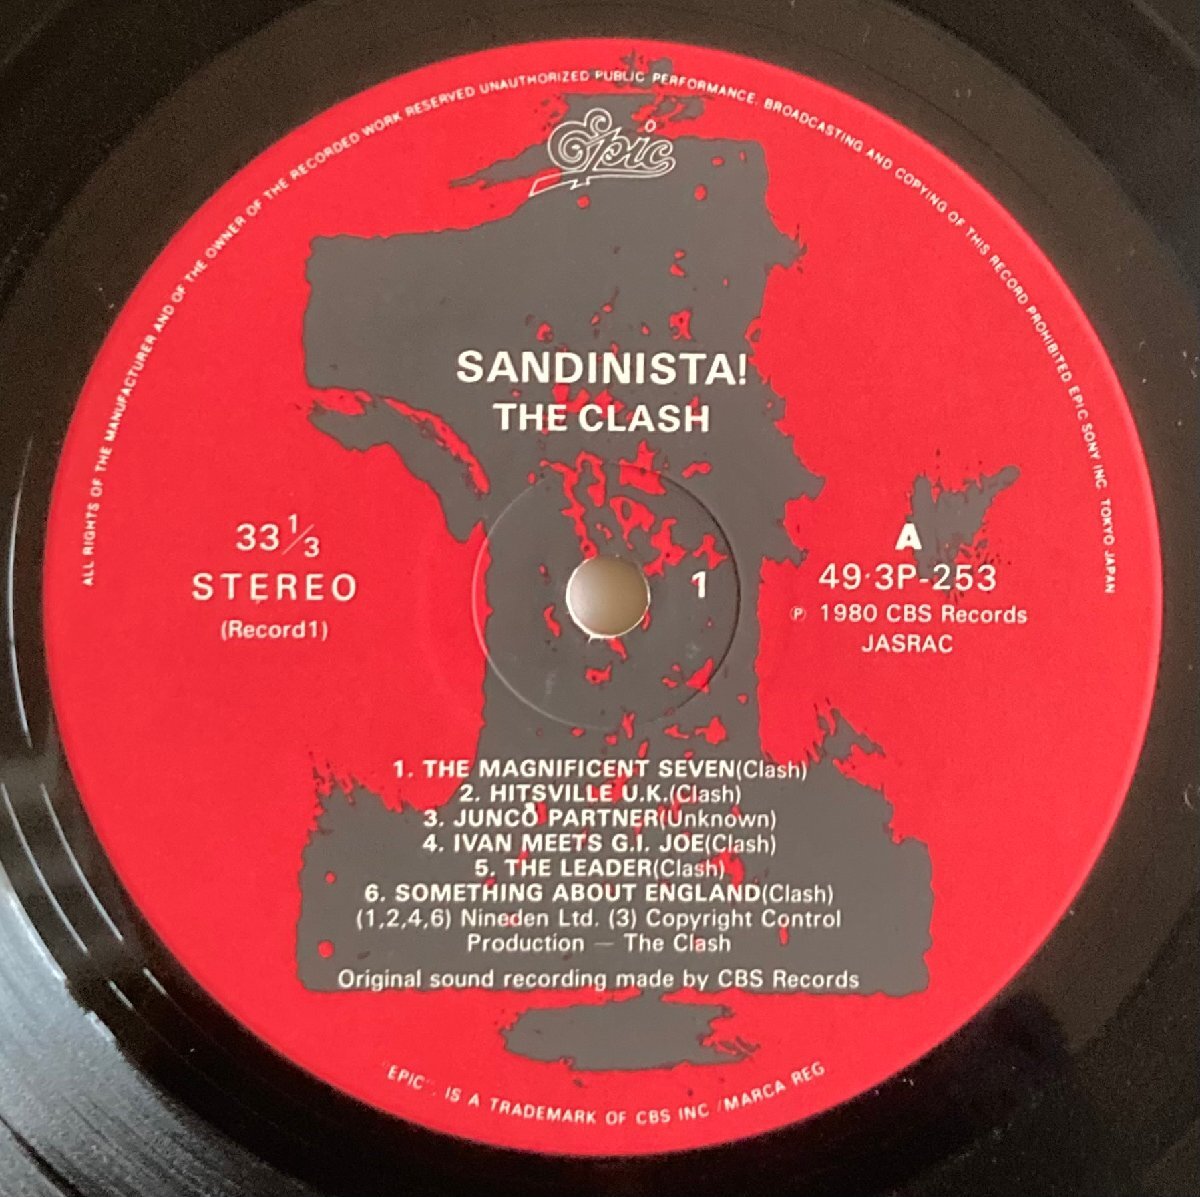 ALL RIGHTS OF THE MANUFACTURER AND OF THE OWNER OF THE RECORDED WORK RESERVED UNAUTHORIZED PUBLIC PERFORMANCE. BROADCASTING AND COPYING OF THIS RECORD PROHIBITED EPIC SONY INC. TOKYO JAPAN
Epic
SANDINISTA!
THE CLASH
33 1/3
STEREO
(Record1)
1
A
49·3P-253
℗ 1980 CBS Records
JASRAC
1. THE MAGNIFICENT SEVEN(Clash)
2. HITSVILLE U.K.(Clash)
3. JUNCO PARTNER(Unknown)
4. IVAN MEETS G.I. JOE(Clash)
5. THE LEADER(Clash)
6. SOMETHING ABOUT ENGLAND(Clash)
(1,2,4,6) Nineden Ltd. (3) Copyright Control
Production — The Clash
Original sound recording made by CBS Records
"EPIC", IS A TRADEMARK OF CBS INC /MARCA REG